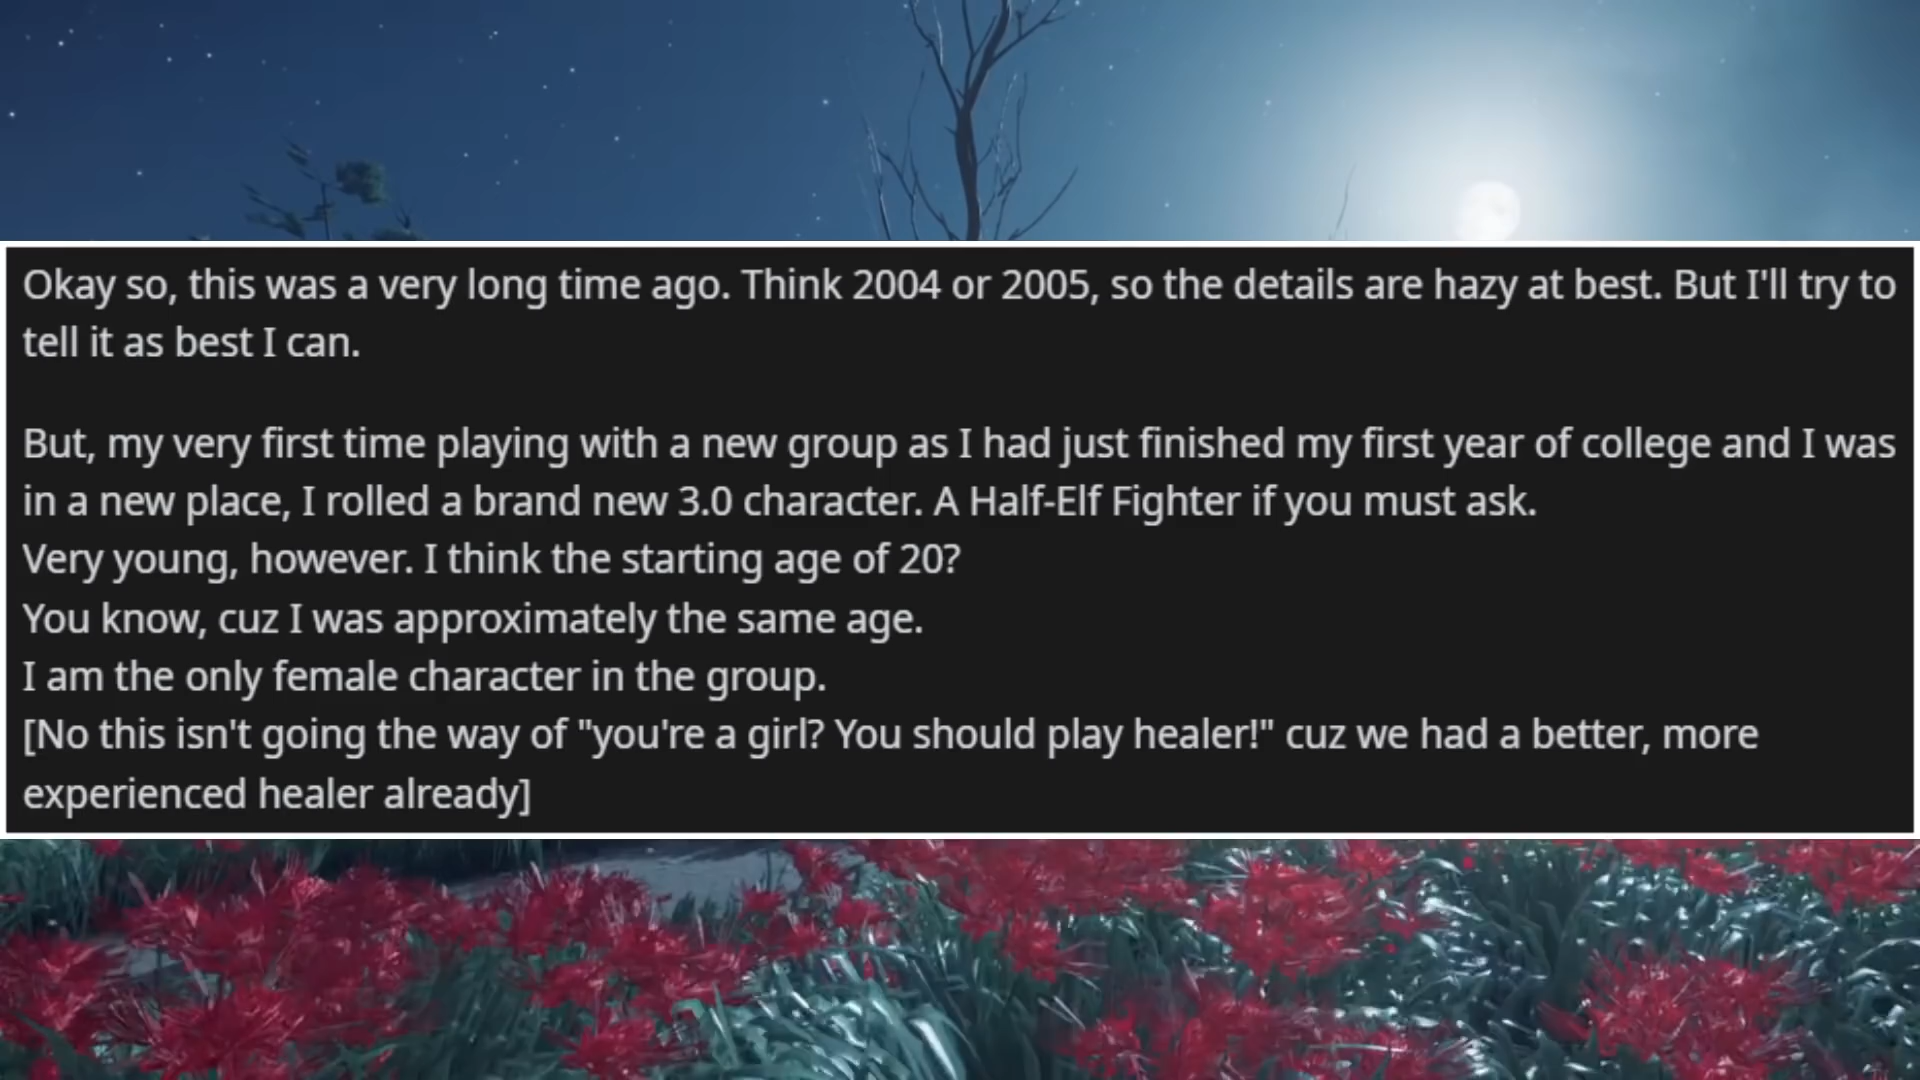 Okay so, this was a very long time ago. Think 2004 or 2005, so the details are hazy at best. But I'll try to
tell it as best I can.
But, my very first time playing with a new group as I had just finished my first year of college and I was
in a new place, I rolled a brand new 3.0 character. A Half-Elf Fighter if you must ask.
Very young, however. I think the starting age of 20?
You know, cuz I was approximately the same age.
I am the only female character in the group.
[No this isn't going the way of "you're a girl? You should play healer!" cuz we had a better, more
experienced healer already]